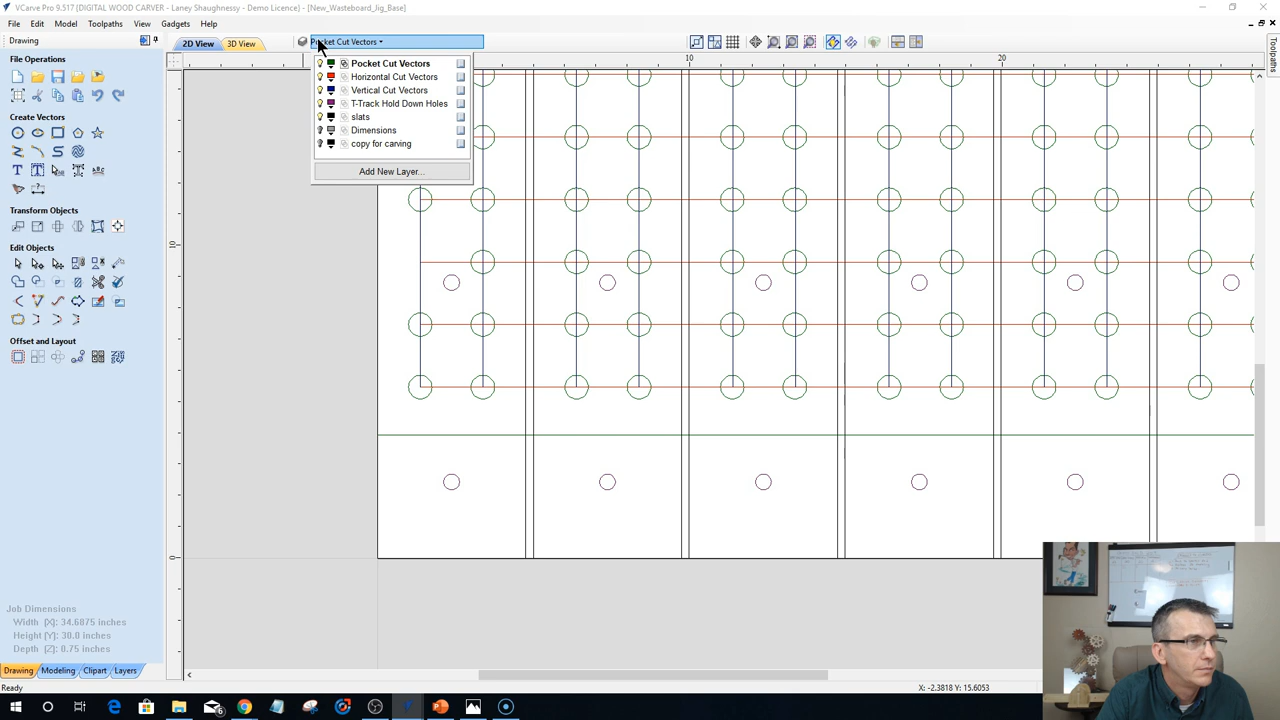 VCarve Pro 9.517 {DIGITAL WOOD CARVER - Laney Shaughnessy - Demo Licence} - [New_Wasteboard_Jig_Base]
File Edit Model Toolpaths View Gadgets Help
Drawing
2D View 3D View
Pocket Cut Vectors
Toolpaths
Pocket Cut Vectors
Horizontal Cut Vectors
Vertical Cut Vectors
T-Track Hold Down Holes
slats
Dimensions
copy for carving
Add New Layer...
File Operations
Create Vectors
Transform Objects
Edit Objects
Offset and Layout
10
20
10
0
Job Dimensions
Width (X): 34.6875 inches
Height (Y): 30.0 inches
Depth (Z): 0.75 inches
Drawing Modeling Clipart Layers
Ready
X: -2.3818 Y: 15.6053
6